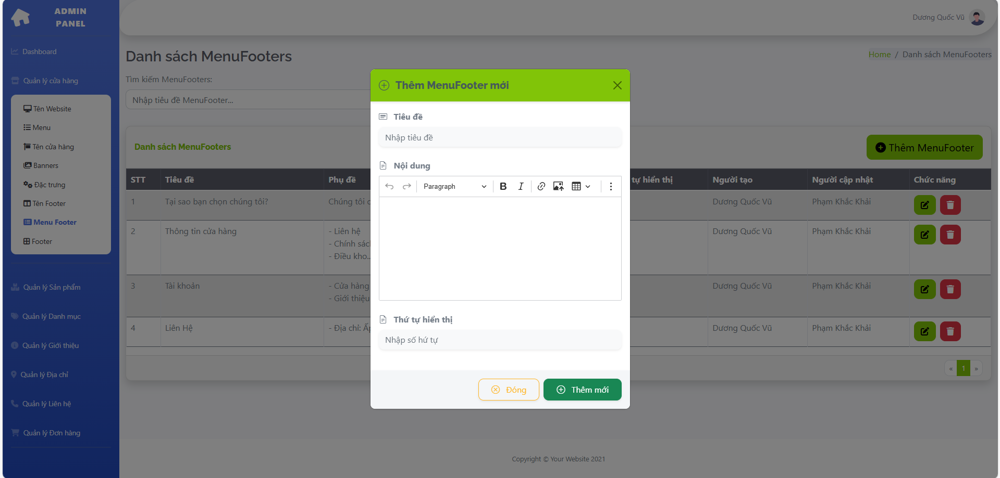 ADMIN
PANEL
Dương Quốc Vũ
Dashboard
Quản lý cửa hàng
Tên Website
Menu
Tên cửa hàng
Banners
Đặc trưng
Tên Footer
Menu Footer
Footer
Quản lý Sản phẩm
Quản lý Danh mục
Quản lý Giới thiệu
Quản lý Địa chỉ
Quản lý Liên hệ
Quản lý Đơn hàng
Danh sách MenuFooters
Home / Danh sách MenuFooters
Tìm kiếm MenuFooters:
Nhập tiêu đề MenuFooter...
Danh sách MenuFooters
Thêm MenuFooter
STT Tiêu đề Phụ đề tự hiển thị Người tạo Người cập nhật Chức năng
1 Tại sao bạn chọn chúng tôi? Chúng tôi Dương Quốc Vũ Phạm Khắc Khải
2 Thông tin cửa hàng - Liên hệ Dương Quốc Vũ Phạm Khắc Khải
- Chính sác
- Điều kho...
3 Tài khoản - Cửa hàng Dương Quốc Vũ Phạm Khắc Khải
- Giới thiệu
4 Liên Hệ - Địa chỉ: Ấp Dương Quốc Vũ Phạm Khắc Khải
« 1 »
Thêm MenuFooter mới
Tiêu đề
Nhập tiêu đề
Nội dung
Paragraph B I
Thứ tự hiển thị
Nhập số hứ tự
Đóng
Thêm mới
Copyright © Your Website 2021